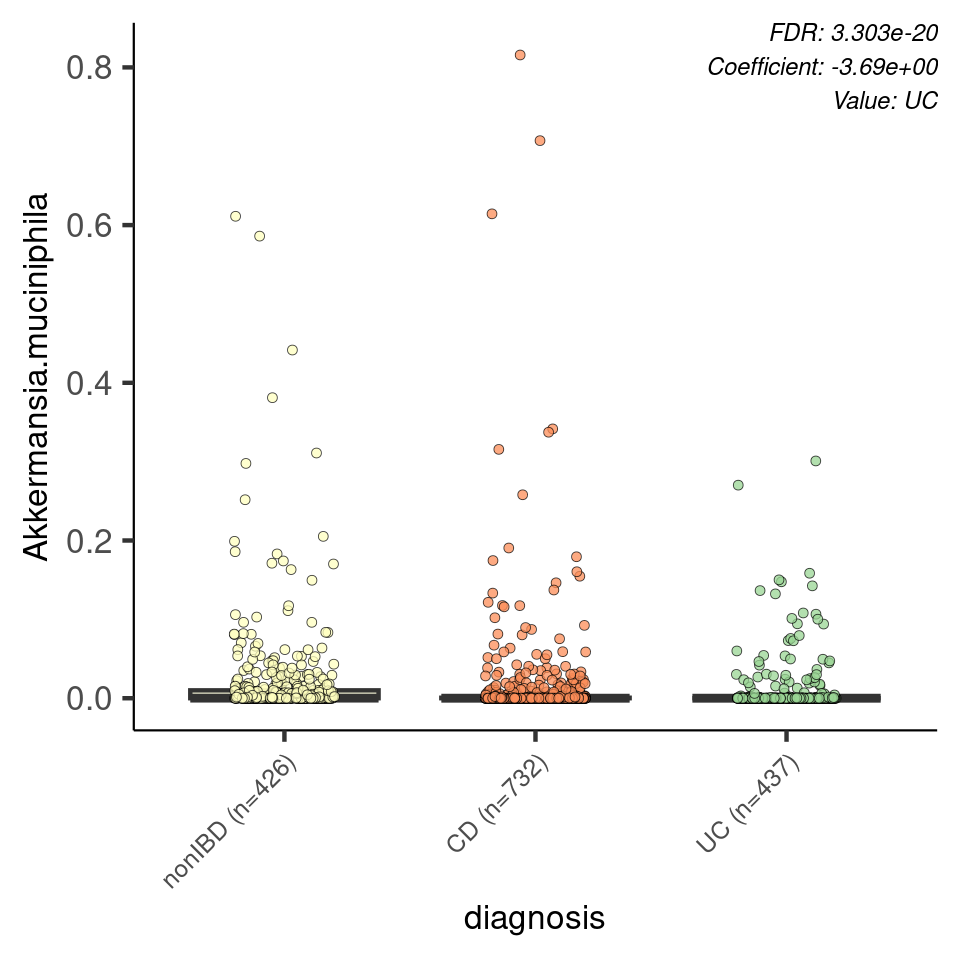 FDR: 3.303e-20
Coefficient: -3.69e+00
Value: UC
Akkermansia.muciniphila
0.8
0.6
0.4
0.2
0.0
nonIBD (n=426)
CD (n=732)
UC (n=437)
diagnosis